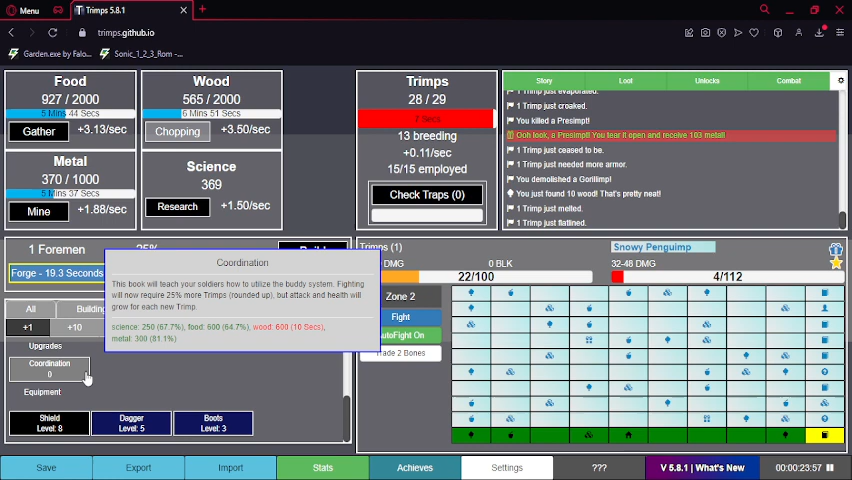 Menu
Trimps 5.8.1
trimps.github.io
Garden.exe by Falo...
Sonic_1_2_3_Rom -...
Food
927 / 2000
5 Mins 44 Secs
Gather
+3.13/sec
Wood
565 / 2000
6 Mins 51 Secs
Chopping
+3.50/sec
Metal
370 / 1000
5 Mins 37 Secs
Mine
+1.88/sec
Science
369
Research
+1.50/sec
Trimps
28 / 29
7 Secs
13 breeding
+0.11/sec
15/15 employed
Check Traps (0)
Story
Loot
Unlocks
Combat
1 Trimp just evaporated.
1 Trimp just croaked.
You killed a Presimpt!
Ooh look, a Presimpt! You tear it open and receive 103 metal!
1 Trimp just ceased to be.
1 Trimp just needed more armor.
You demolished a Gorillimp!
You just found 10 wood! That's pretty neat!
1 Trimp just melted.
1 Trimp just flatlined.
1 Foremen
25%
Forge - 19.3 Seconds
All
Building
+1
+10
Coordination
This book will teach your soldiers how to utilize the buddy system. Fighting
will now require 25% more Trimps (rounded up), but attack and health will
grow for each new Trimp.
science: 250 (67.7%), food: 600 (64.7%), wood: 600 (10 Secs),
metal: 300 (81.1%)
Upgrades
Coordination
0
Equipment
Shield
Level: 8
Dagger
Level: 5
Boots
Level: 3
Trimps (1)
DMG
0 BLK
22/100
Snowy Penguimp
32-48 DMG
4/112
Zone 2
Fight
AutoFight On
Trade 2 Bones
Save
Export
Import
Stats
Achieves
Settings
???
V 5.8.1 | What's New
00:00:23:57